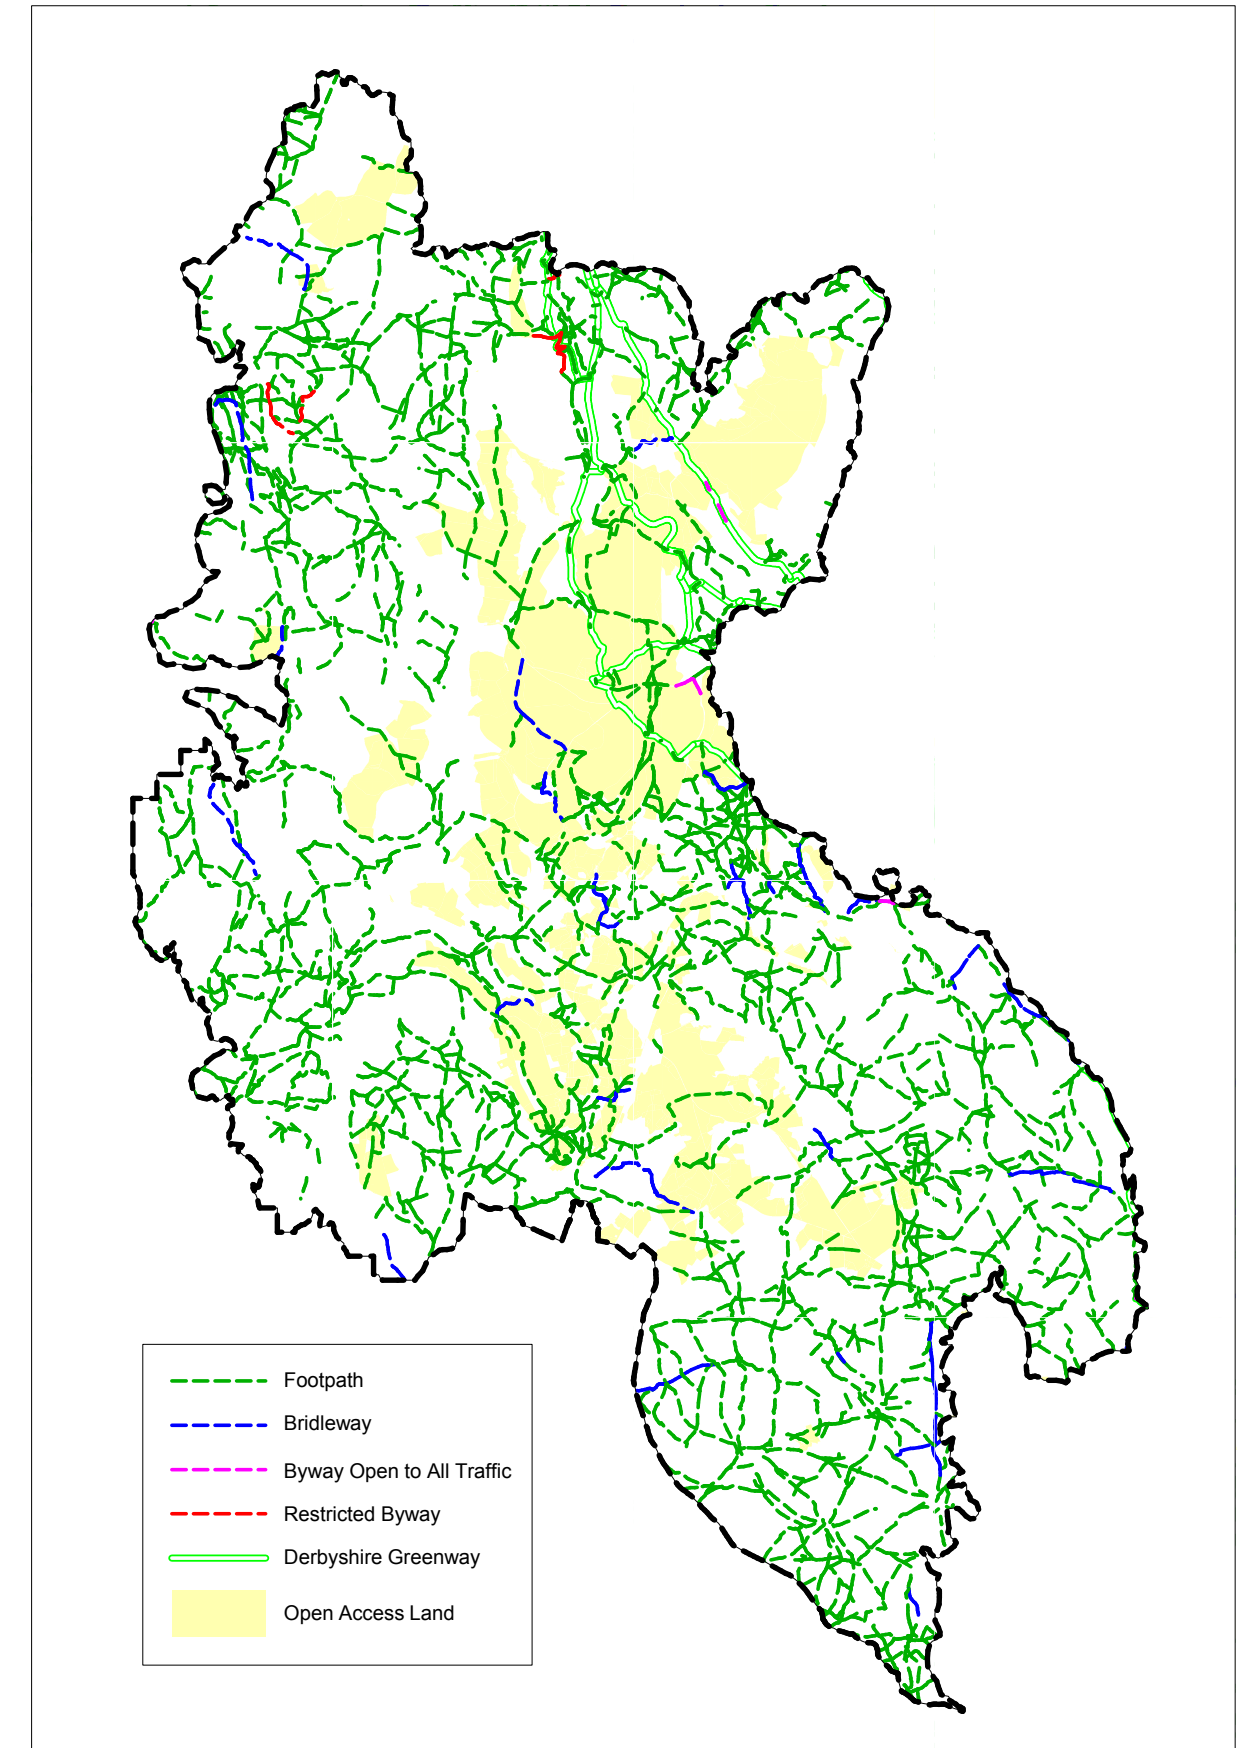 Footpath
Bridleway
Byway Open to All Traffic
Restricted Byway
Derbyshire Greenway
Open Access Land